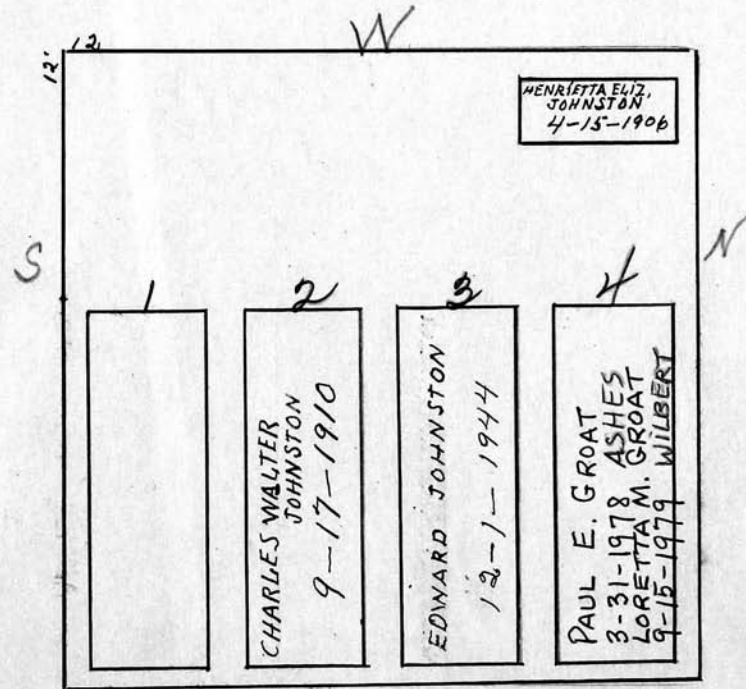 W
12
12'
HENRIETTA ELIZ.
JOHNSTON
4-15-1906
S
N
1
2
3
4
CHARLES WALTER
JOHNSTON
9-17-1910
EDWARD JOHNSTON
12-1-1944
PAUL E. GROAT
3-31-1978 ASHES
LORETTA M. GROAT
9-15-1979 WILBERT